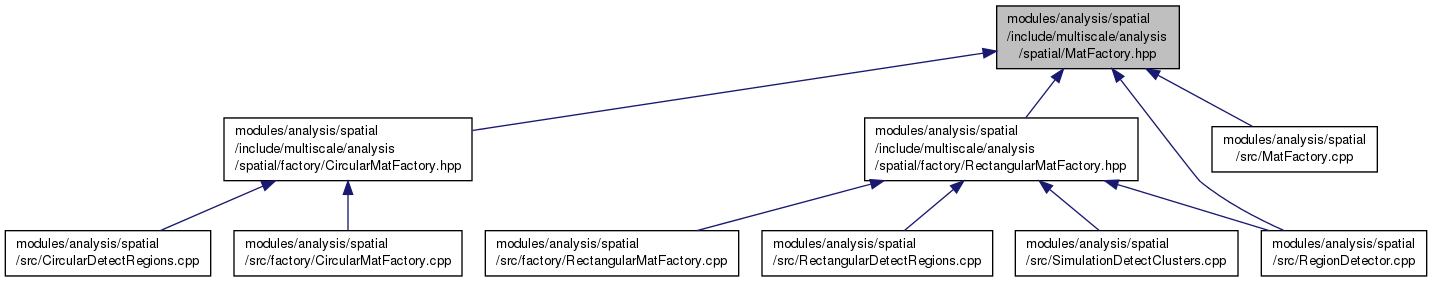 modules/analysis/spatial
/include/multiscale/analysis
/spatial/MatFactory.hpp
modules/analysis/spatial
/include/multiscale/analysis
/spatial/factory/CircularMatFactory.hpp
modules/analysis/spatial
/include/multiscale/analysis
/spatial/factory/RectangularMatFactory.hpp
modules/analysis/spatial
/src/MatFactory.cpp
modules/analysis/spatial
/src/CircularDetectRegions.cpp
modules/analysis/spatial
/src/factory/CircularMatFactory.cpp
modules/analysis/spatial
/src/factory/RectangularMatFactory.cpp
modules/analysis/spatial
/src/RectangularDetectRegions.cpp
modules/analysis/spatial
/src/SimulationDetectClusters.cpp
modules/analysis/spatial
/src/RegionDetector.cpp